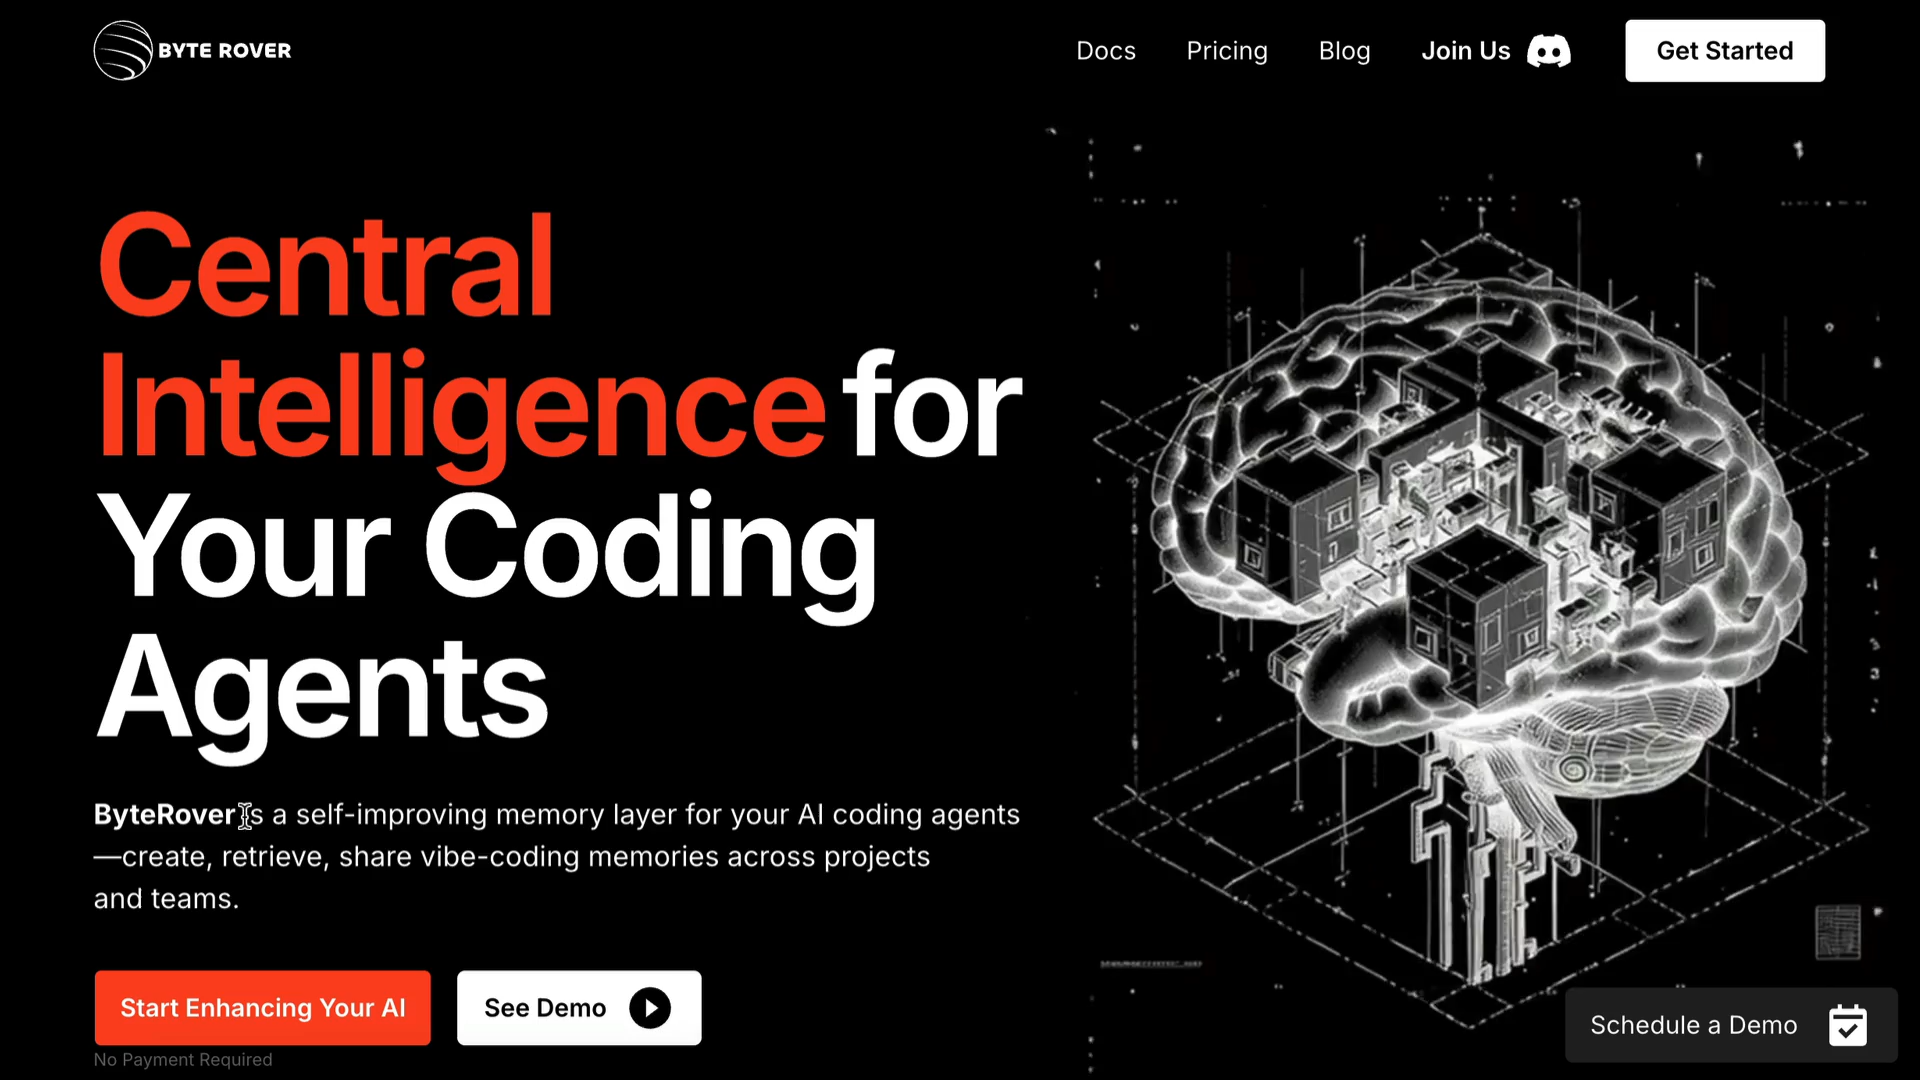 BYTE ROVER
Docs
Pricing
Blog
Join Us
Get Started
Central
Intelligence for
Your Coding
Agents
ByteRover is a self-improving memory layer for your AI coding agents
—create, retrieve, share vibe-coding memories across projects
and teams.
Start Enhancing Your AI
See Demo
No Payment Required
Schedule a Demo